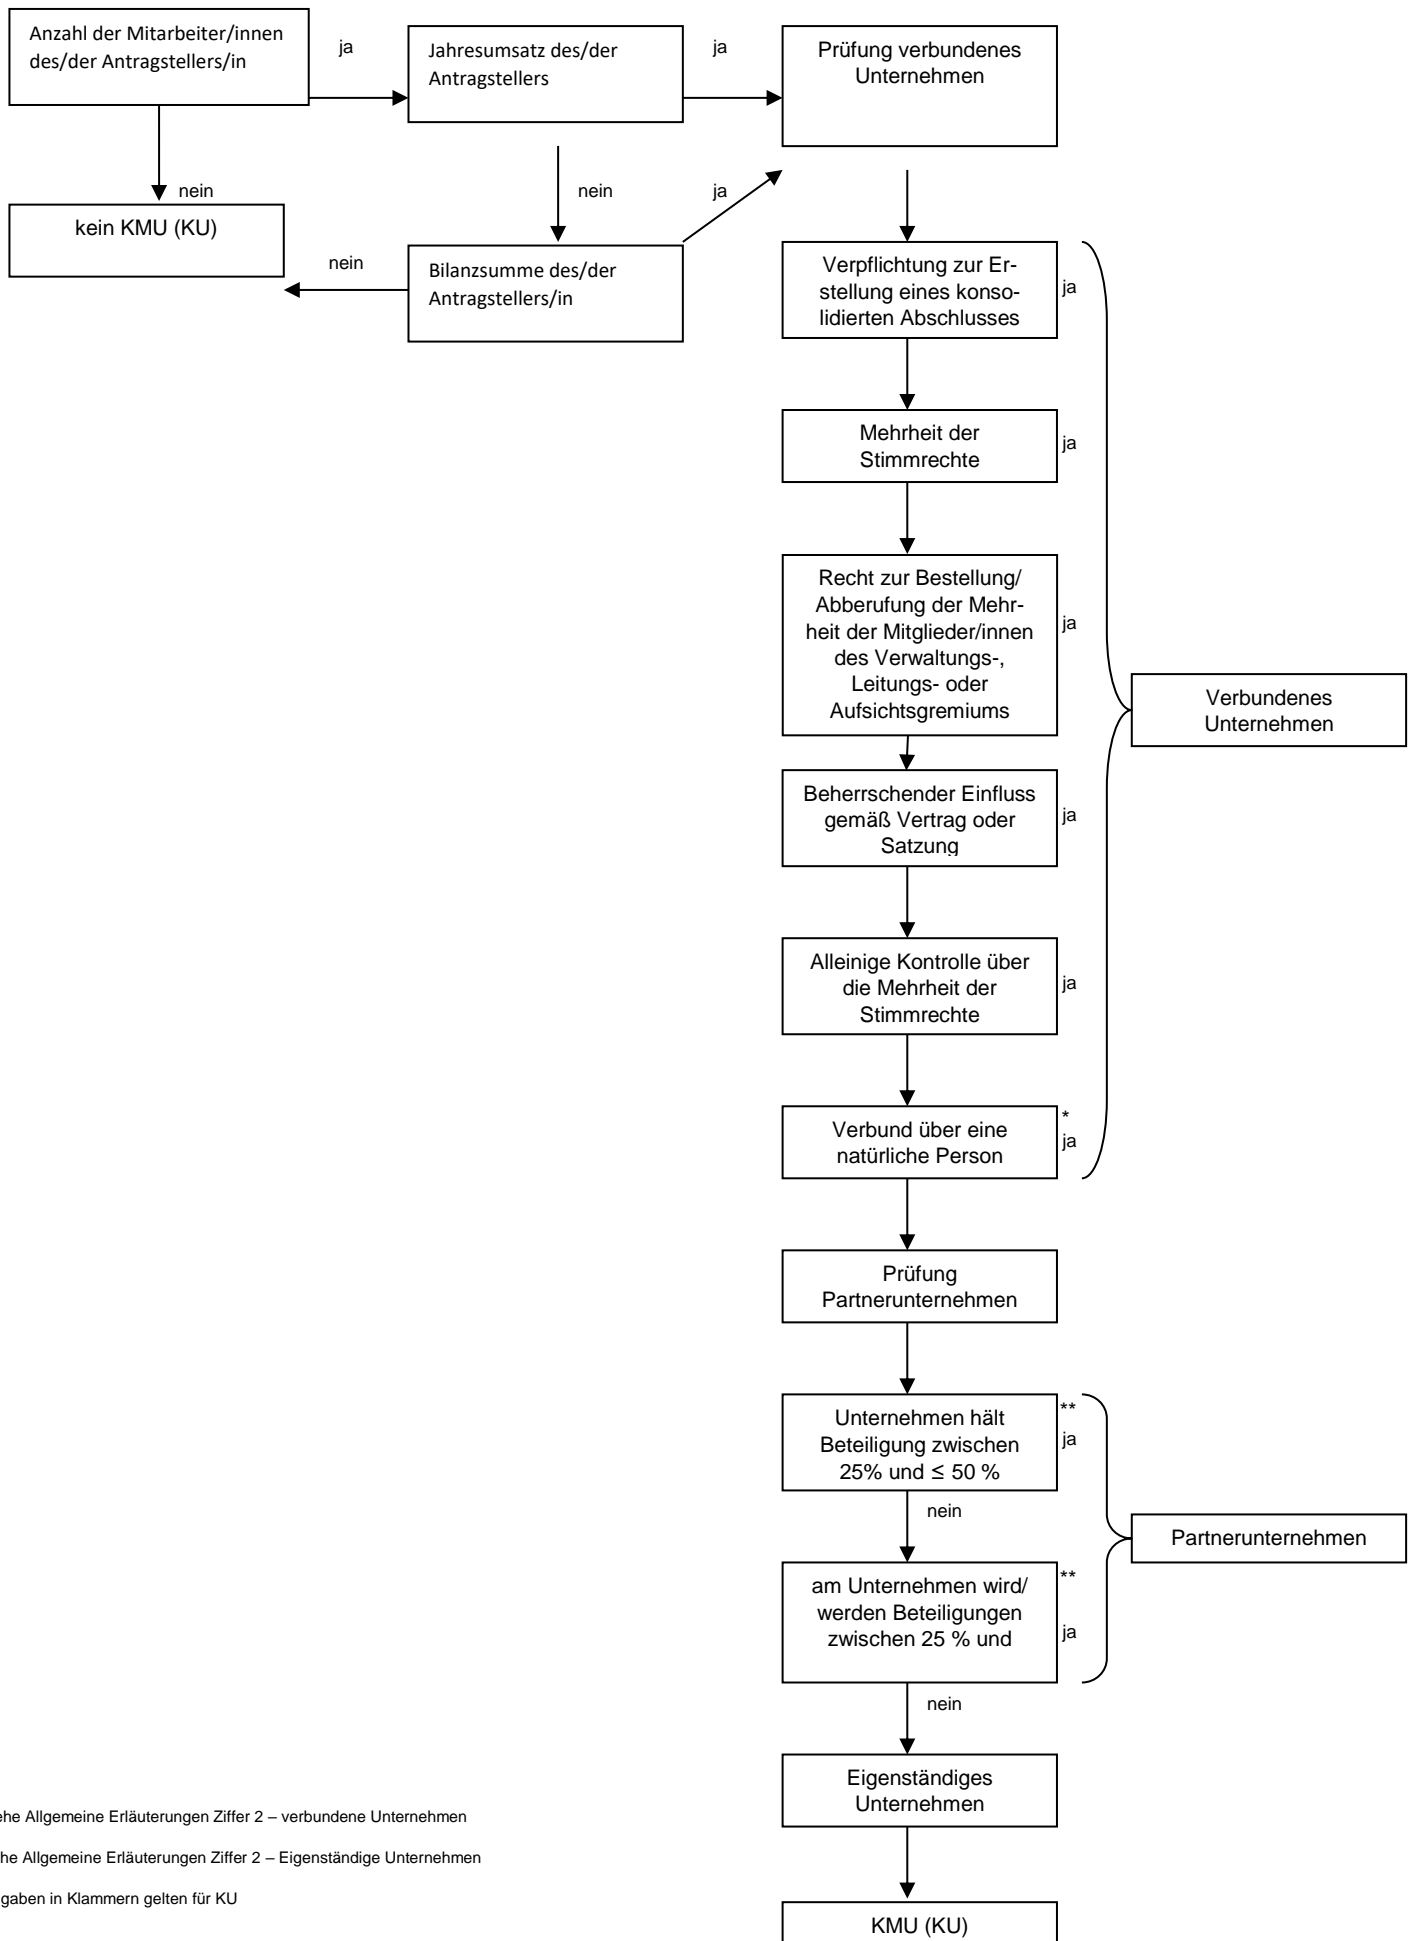 Anzahl der Mitarbeiter/innen
des/der Antragstellers/in
ja
Jahresumsatz des/der
Antragstellers
ja
Prüfung verbundenes
Unternehmen
nein
nein
ja
kein KMU (KU)
nein
Bilanzsumme des/der
Antragstellers/in
Verpflichtung zur Er-
stellung eines konso-
lidierten Abschlusses
ja
Mehrheit der
Stimmrechte
ja
Recht zur Bestellung/
Abberufung der Mehr-
heit der Mitglieder/innen
des Verwaltungs-,
Leitungs- oder
Aufsichtsgremiums
ja
Verbundenes
Unternehmen
Beherrschender Einfluss
gemäß Vertrag oder
Satzung
ja
Alleinige Kontrolle über
die Mehrheit der
Stimmrechte
ja
Verbund über eine
natürliche Person
*
ja
Prüfung
Partnerunternehmen
Unternehmen hält
Beteiligung zwischen
25% und ≤ 50 %
**
ja
nein
Partnerunternehmen
am Unternehmen wird/
werden Beteiligungen
zwischen 25 % und
**
ja
nein
Eigenständiges
Unternehmen
ehe Allgemeine Erläuterungen Ziffer 2 – verbundene Unternehmen
he Allgemeine Erläuterungen Ziffer 2 – Eigenständige Unternehmen
gaben in Klammern gelten für KU
KMU (KU)